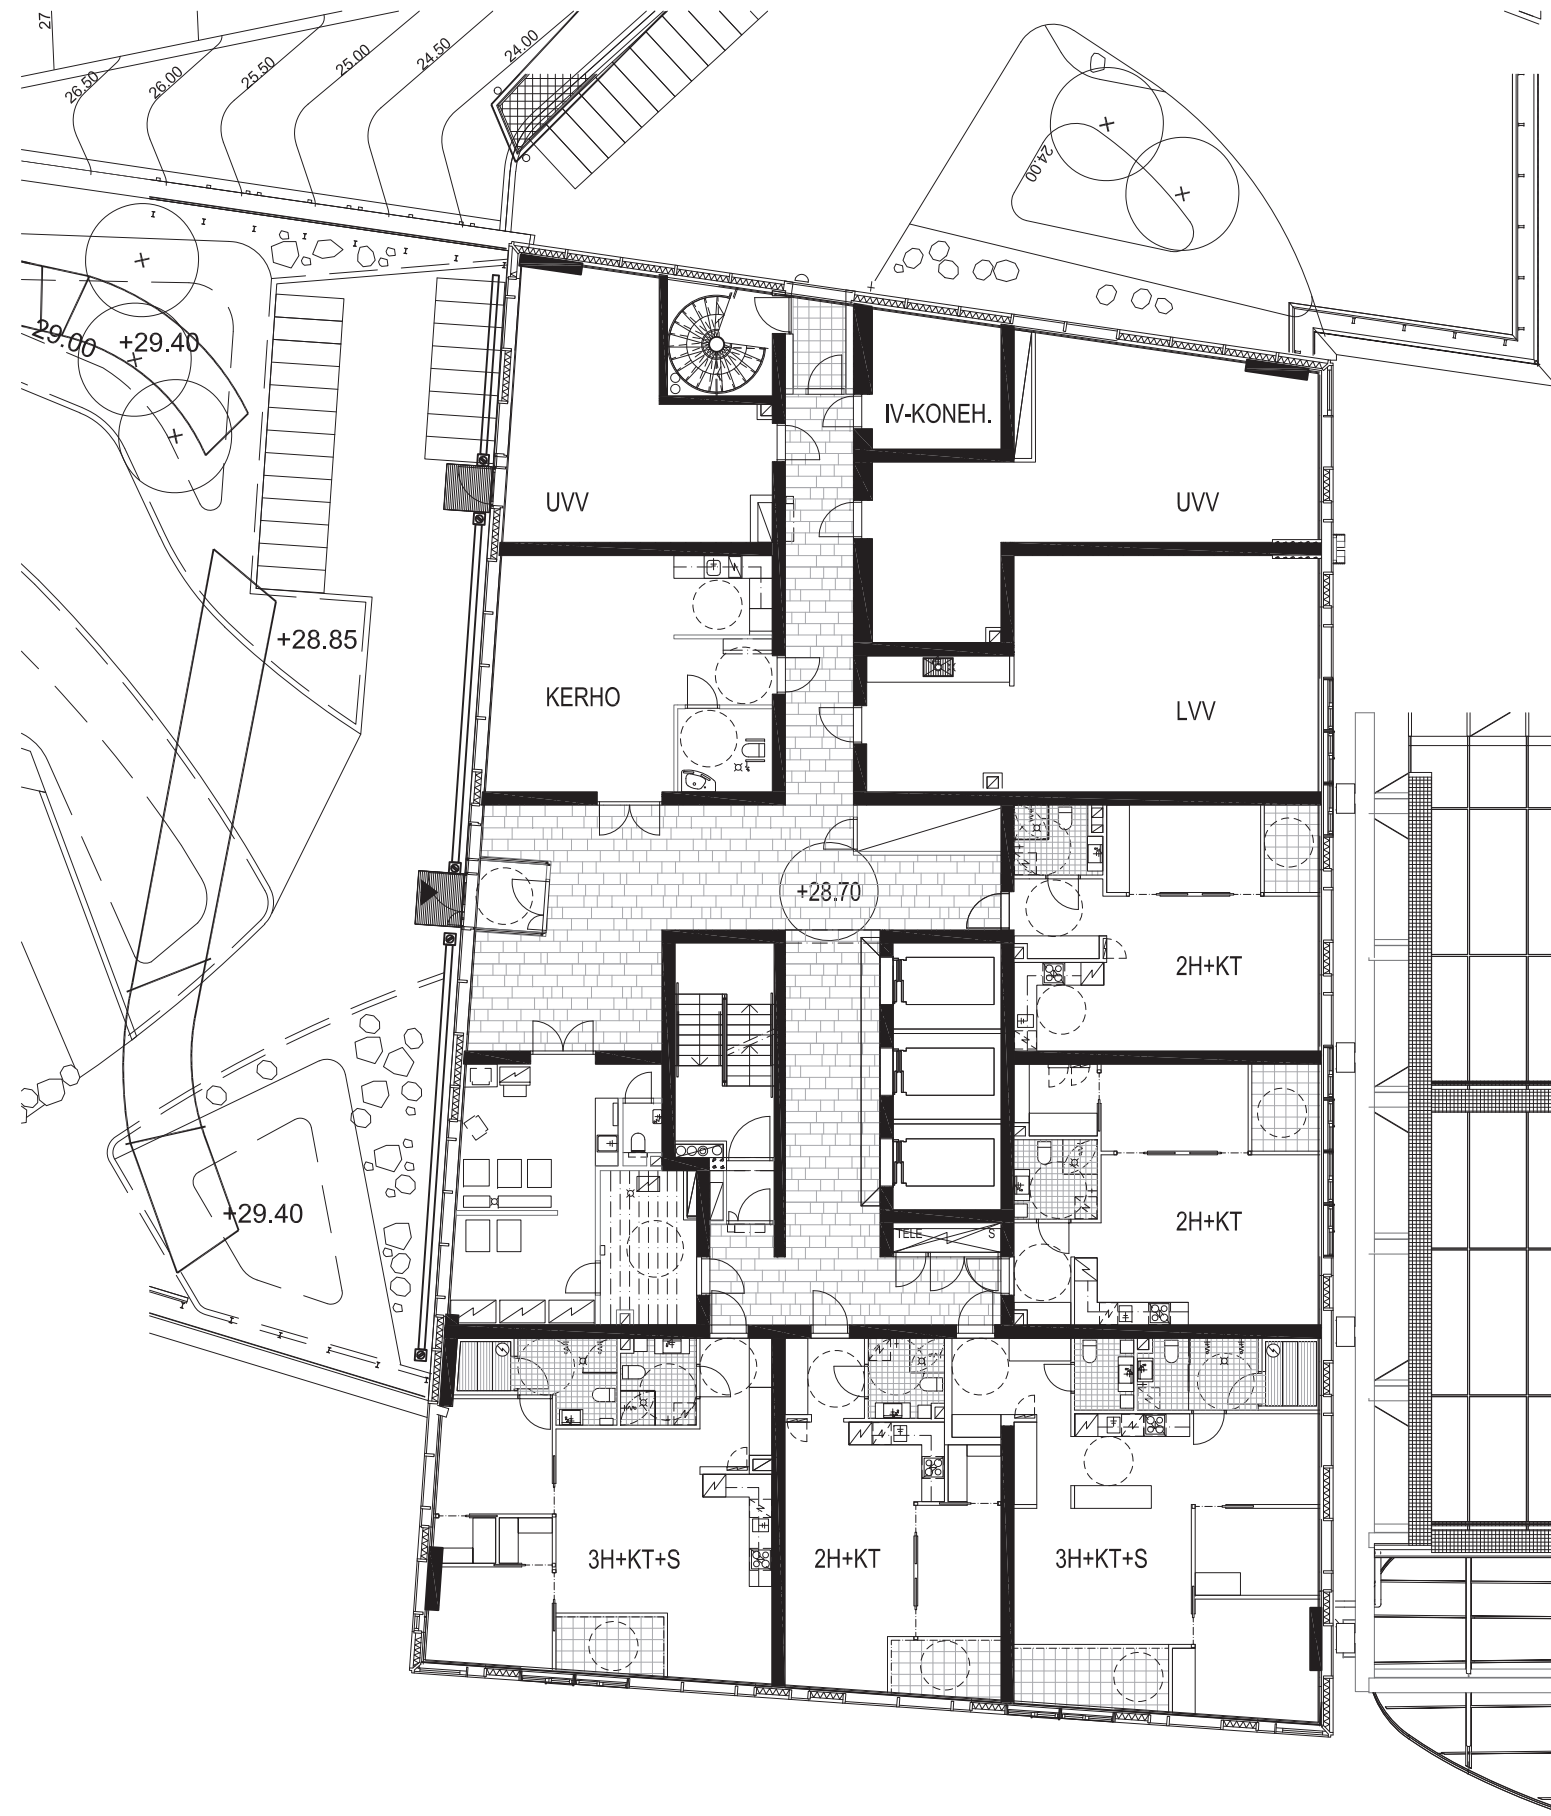 27
26.50
26.00
25.50
25.00
24.50
24.00
24.00
29.00
+29.40
IV-KONEH.
UVV
UVV
+28.85
KERHO
LVV
+28.70
2H+KT
+29.40
2H+KT
TELE
S
3H+KT+S
2H+KT
3H+KT+S